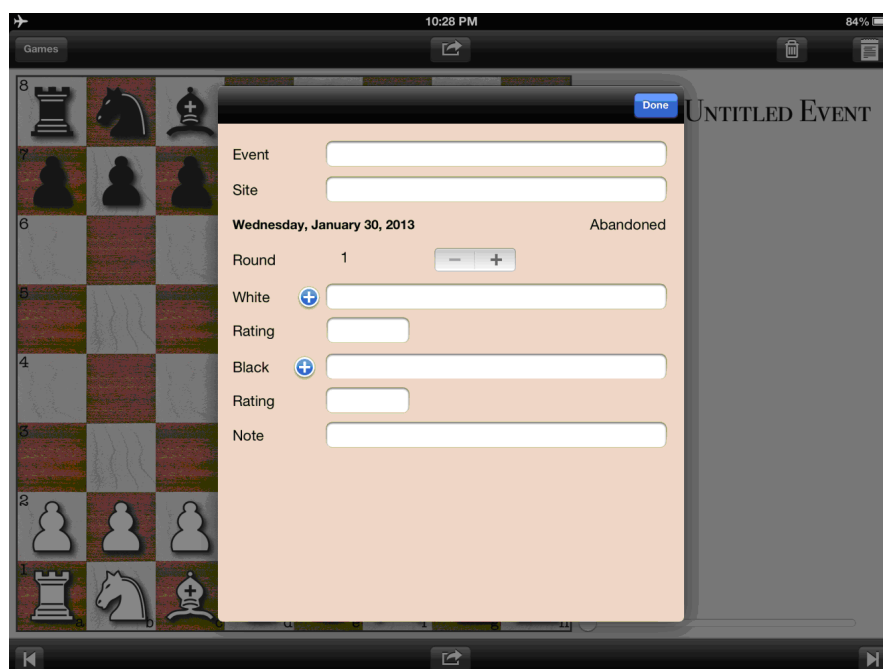 10:28 PM
84%
Games
8
Done
UNTITLED EVENT
Event
7
Site
6
Wednesday, January 30, 2013
Abandoned
Round
1
5
White
Rating
4
Black
Rating
3
Note
2
1
a
b
c
d
e
f
g
h